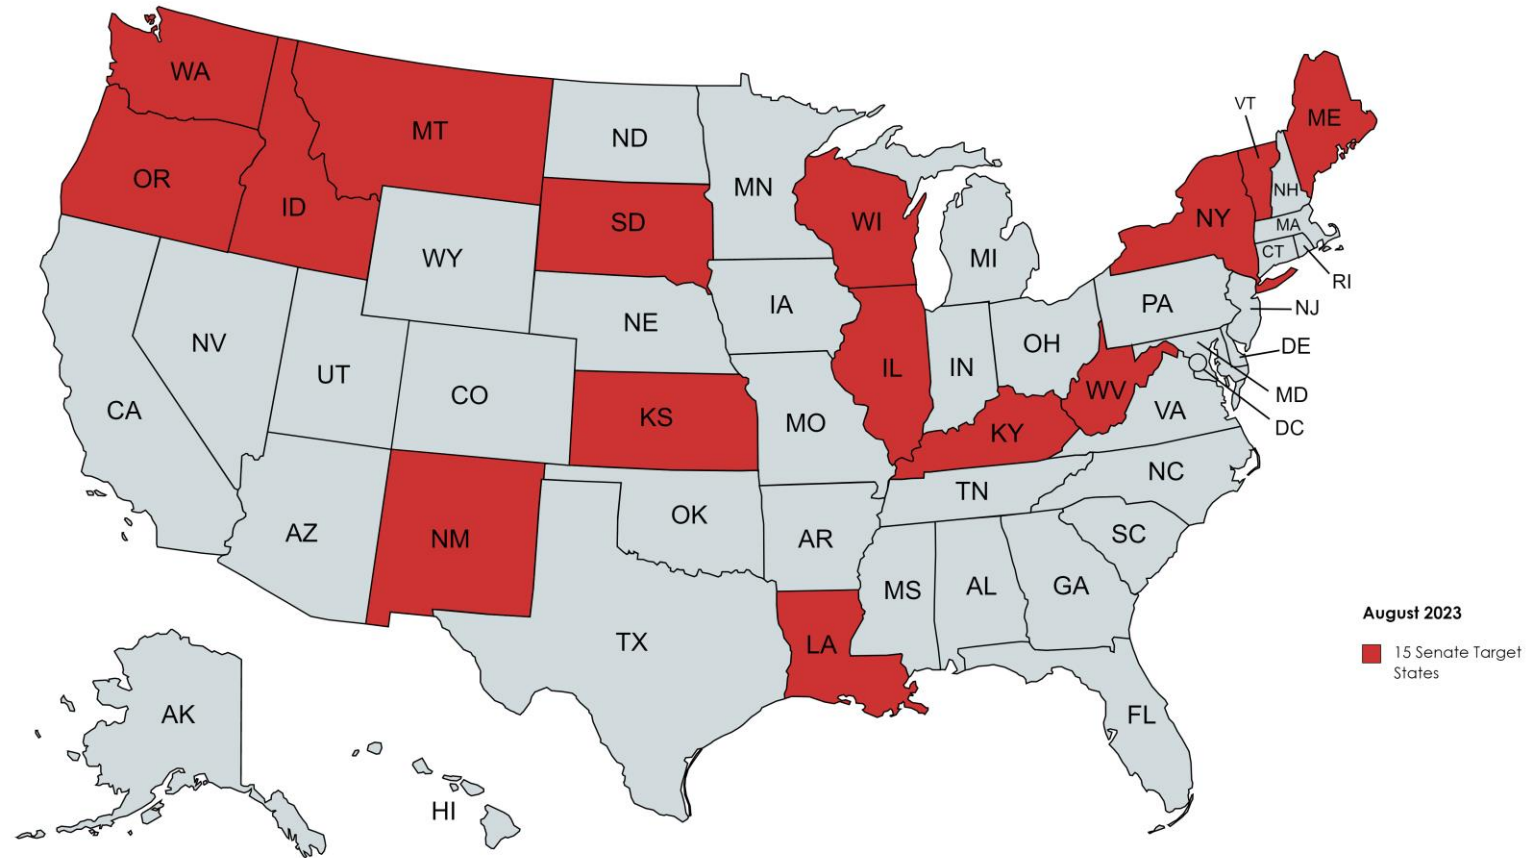 WA
MT
ND
MN
OR
ID
SD
WI
MI
WY
NE
IA
NV
UT
CO
CA
KS
MO
IL
IN
OH
PA
NY
VT
ME
NH
MA
CT
RI
NJ
DE
MD
DC
WV
VA
KY
TN
NC
SC
AZ
NM
OK
AR
MS
AL
GA
TX
LA
FL
AK
HI
August 2023
15 Senate Target
States